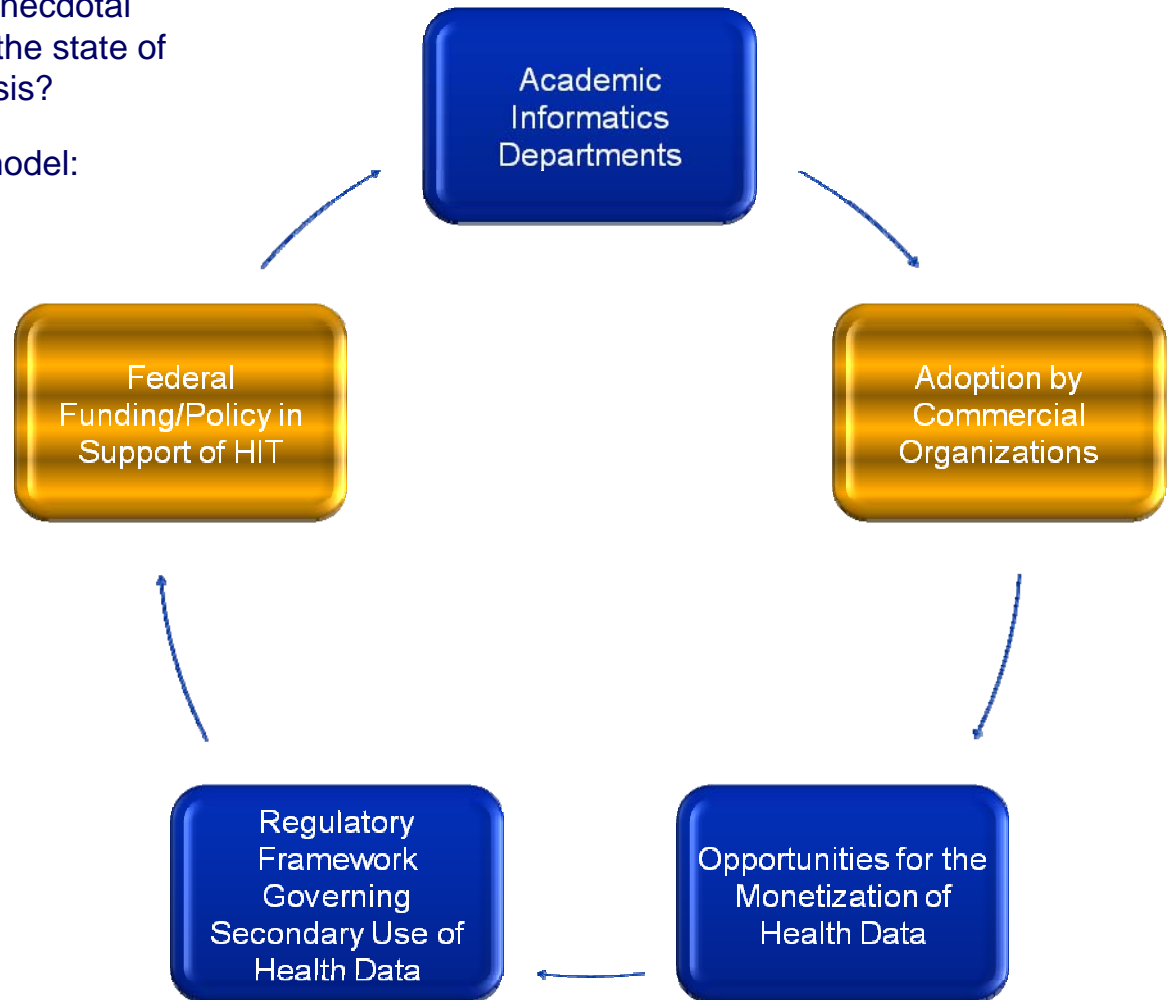 the state of
sis?
Academic
Informatics
Departments
Federal
Funding/Policy in
Support of HIT
Adoption by
Commercial
Organizations
Regulatory
Framework
Governing
Secondary Use of
Health Data
Opportunities for the
Monetization of
Health Data